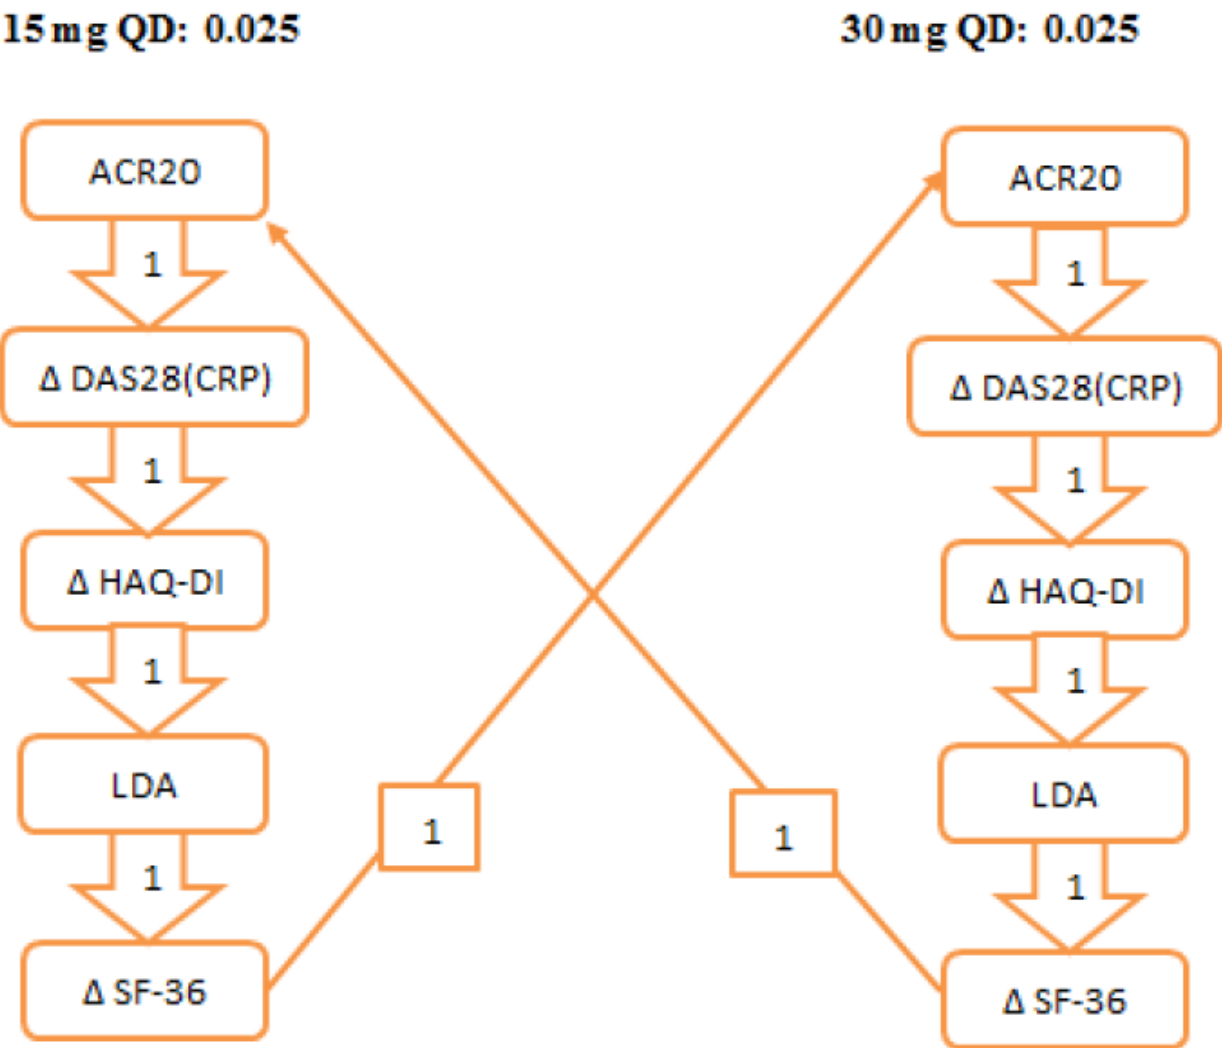 15 mg QD: 0.025
30 mg QD: 0.025
ACR20
ACR20
1
1
Δ DAS28(CRP)
Δ DAS28(CRP)
1
1
Δ HAQ-DI
Δ HAQ-DI
1
1
LDA
LDA
1
1
1
1
Δ SF-36
Δ SF-36